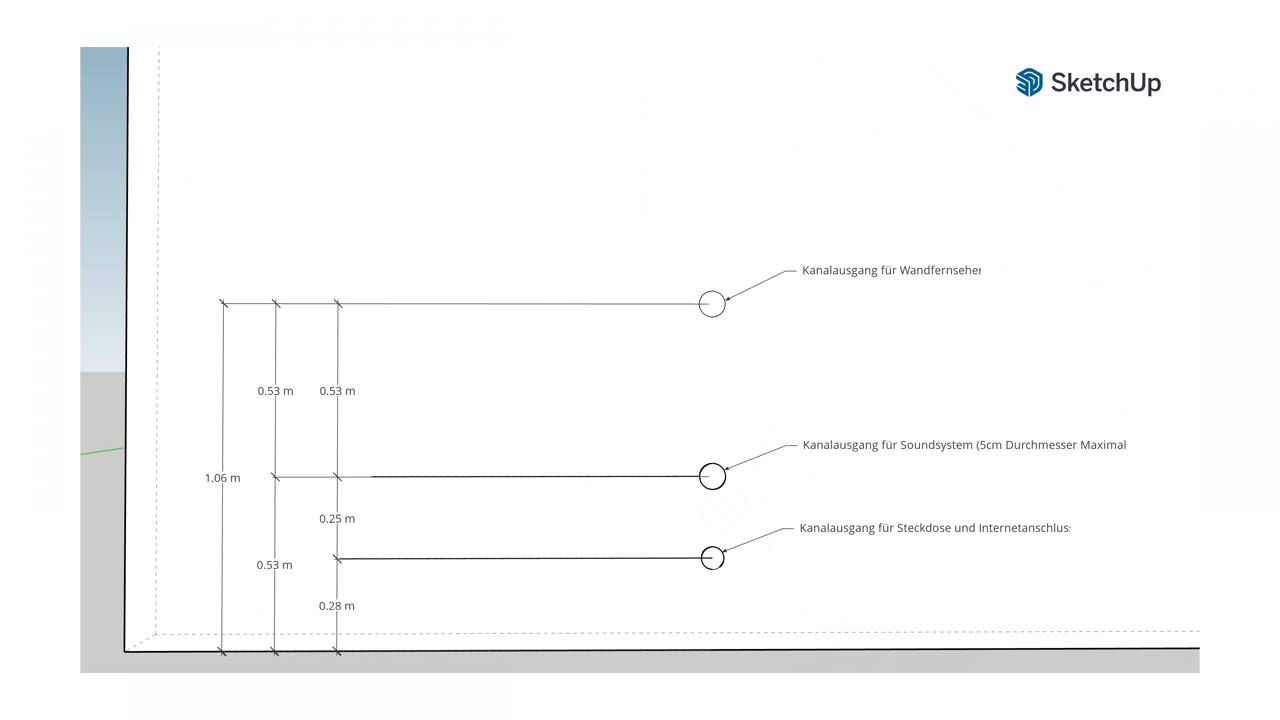 SketchUp
Kanalausgang für Wandfernseher
0.53 m 0.53 m
Kanalausgang für Soundsystem (5cm Durchmesser Maximal
1.06 m
0.25 m
Kanalausgang für Steckdose und Internetanschlus
0.53 m
0.28 m